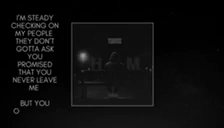 I'M STEADY
CHECKING ON
MY PEOPLE
THEY DON'T
GOTTA ASK
YOU
PROMISED
THAT YOU
NEVER LEAVE
ME
BUT YOU